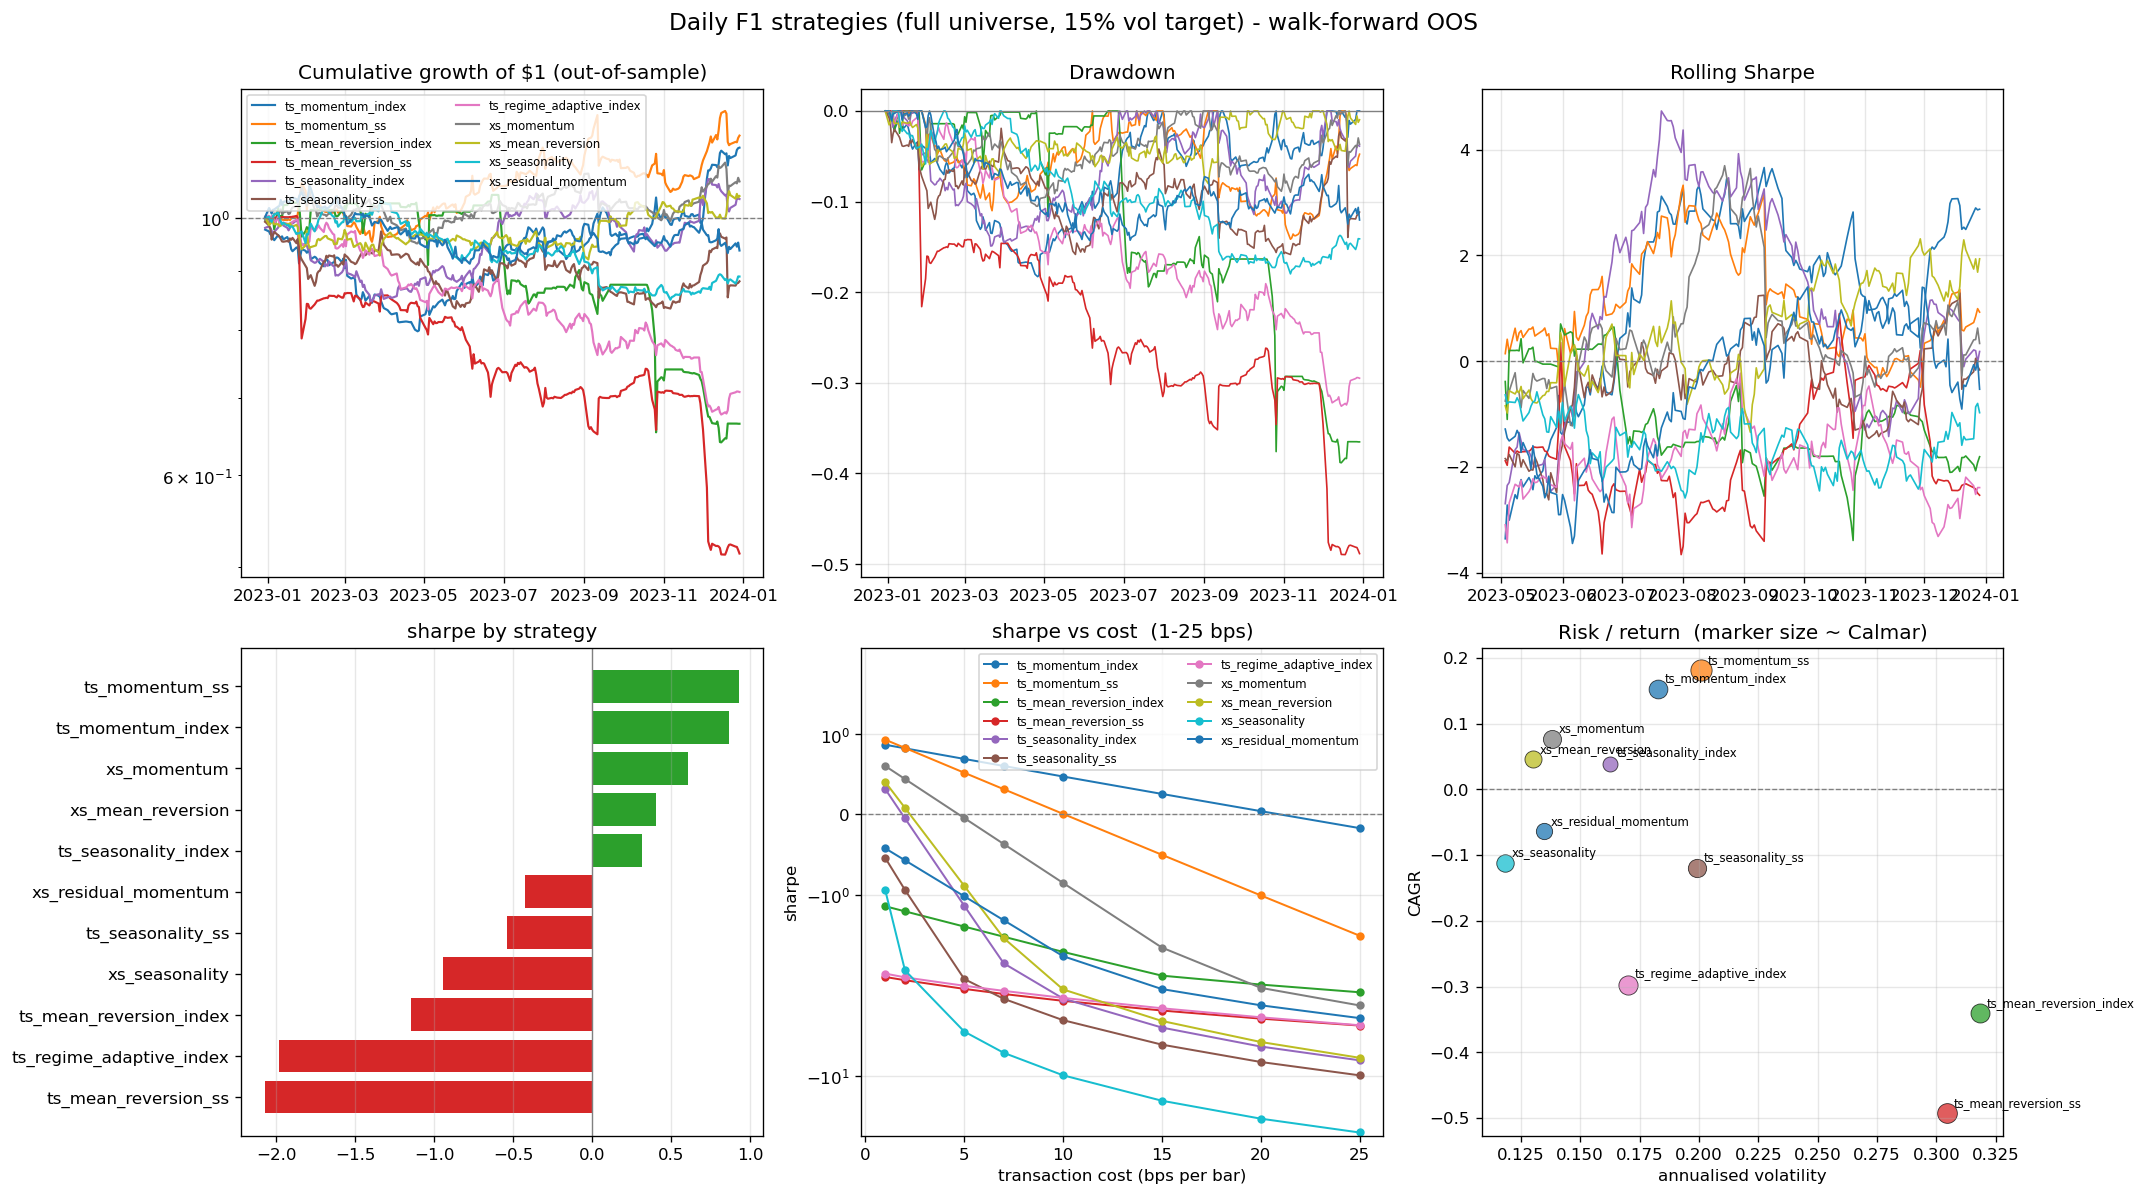 Daily F1 strategies (full universe, 15% vol target) - walk-forward OOS
Cumulative growth of $1 (out-of-sample)
ts_momentum_index
ts_momentum_ss
ts_mean_reversion_index
ts_mean_reversion_ss
ts_seasonality_index
ts_seasonality_ss
ts_regime_adaptive_index
xs_momentum
xs_mean_reversion
xs_seasonality
xs_residual_momentum
10⁰
6 × 10⁻¹
2023-01 2023-03 2023-05 2023-07 2023-09 2023-11 2024-01
Drawdown
0.0
−0.1
−0.2
−0.3
−0.4
−0.5
2023-01 2023-03 2023-05 2023-07 2023-09 2023-11 2024-01
Rolling Sharpe
4
2
0
−2
−4
2023-05 2023-06 2023-07 2023-08 2023-09 2023-10 2023-11 2023-12 2024-01
sharpe by strategy
ts_momentum_ss
ts_momentum_index
xs_momentum
xs_mean_reversion
ts_seasonality_index
xs_residual_momentum
ts_seasonality_ss
xs_seasonality
ts_mean_reversion_index
ts_regime_adaptive_index
ts_mean_reversion_ss
−2.0 −1.5 −1.0 −0.5 0.0 0.5 1.0
sharpe vs cost (1-25 bps)
ts_momentum_index
ts_momentum_ss
ts_mean_reversion_index
ts_mean_reversion_ss
ts_seasonality_index
ts_seasonality_ss
ts_regime_adaptive_index
xs_momentum
xs_mean_reversion
xs_seasonality
xs_residual_momentum
sharpe
10⁰
0
−10⁰
−10¹
0 5 10 15 20 25
transaction cost (bps per bar)
Risk / return (marker size ~ Calmar)
CAGR
0.2
0.1
0.0
−0.1
−0.2
−0.3
−0.4
−0.5
ts_momentum_ss
ts_momentum_index
xs_momentum
xs_mean_reversion
ts_seasonality_index
xs_residual_momentum
xs_seasonality
ts_seasonality_ss
ts_regime_adaptive_index
ts_mean_reversion_index
ts_mean_reversion_ss
0.125 0.150 0.175 0.200 0.225 0.250 0.275 0.300 0.325
annualised volatility